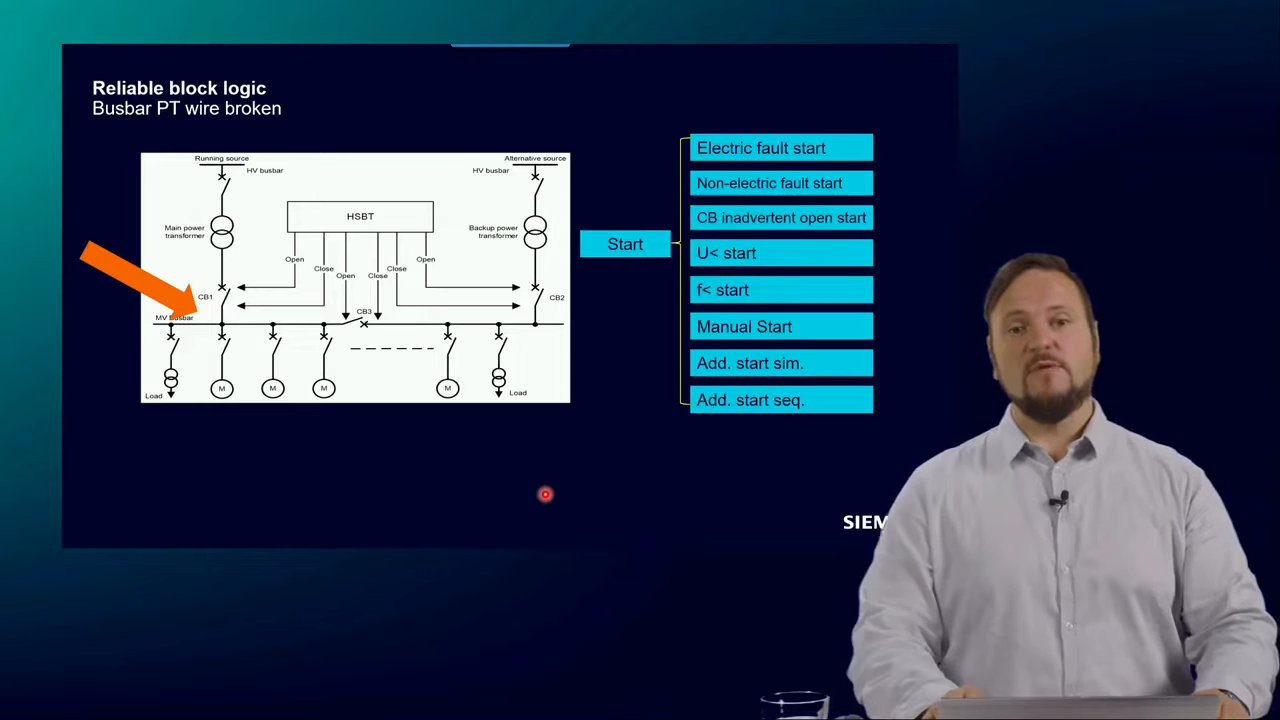 Reliable block logic
Busbar PT wire broken
Running source
HV busbar
Alternative source
HV busbar
HSBT
Main power
transformer
Backup power
transformer
Open
Close
Open
Close
Close
Open
CB1
CB2
CB3
MV busbar
M
M
M
M
Load
Load
Start
Electric fault start
Non-electric fault start
CB inadvertent open start
U< start
f< start
Manual Start
Add. start sim.
Add. start seq.
SIEM